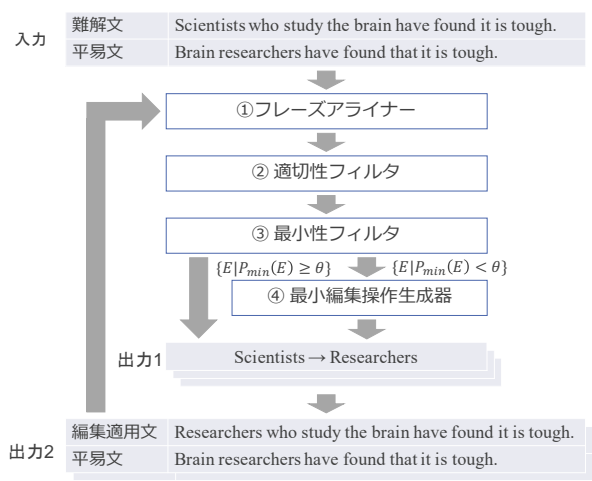 入力
難解文 Scientists who study the brain have found it is tough.
平易文 Brain researchers have found that it is tough.
①フレーズアライナー
② 適切性フィルタ
③ 最小性フィルタ
{E|P_{min}(E) ≥ θ} {E|P_{min}(E) < θ}
④ 最小編集操作生成器
出力1 Scientists → Researchers
出力2
編集適用文 Researchers who study the brain have found it is tough.
平易文 Brain researchers have found that it is tough.